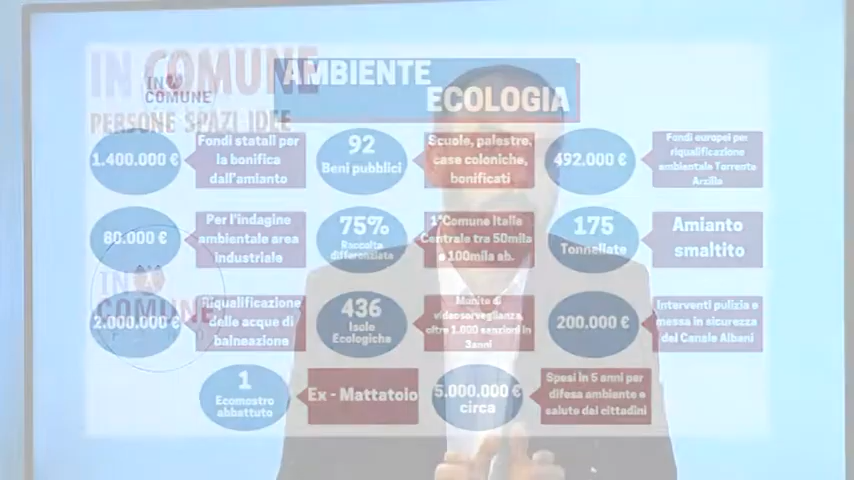 IN COMUNE
PERSONE SPAZI IDEE
IN
COMUNE
AMBIENTE
ECOLOGIA
1.400.000 €
Fondi statali per
la bonifica
dall'amianto
92
Beni pubblici
Scuole, palestre,
case coloniche,
bonificati
492.000 €
Fondi europei per
riqualificazione
ambientale Torrente
Arzilla
80.000 €
Per l'indagine
ambientale area
industriale
75%
Raccolta
differenziata
1°Comune Italia
Centrale tra 50mila
e 100mila ab.
175
Tonnellate
Amianto
smaltito
IN
COMUNE
2.000.000 €
Riqualificazione
delle acque di
balneazione
436
Isole
Ecologiche
Munite di
videosorveglianza,
oltre 1.000 sanzioni in
3anni
200.000 €
Interventi pulizia e
messa in sicurezza
del Canale Albani
1
Ecomostro
abbattuto
Ex - Mattatoio
5.000.000 €
circa
Spesi in 5 anni per
difesa ambiente e
salute dei cittadini